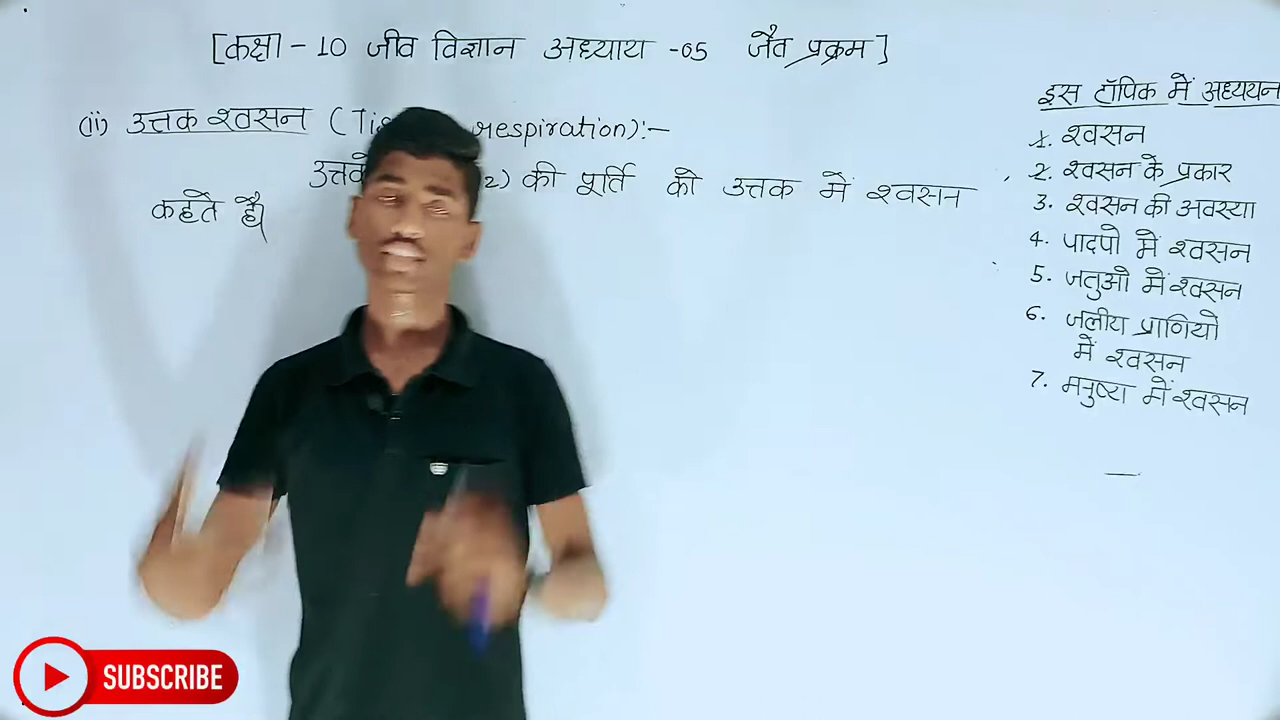 [कक्षा - 10 जीव विज्ञान अध्याय -05 जैव प्रक्रम]
(ii) उत्तक श्वसन ( respiration):-
की पूर्ति को उत्तक में श्वसन
कहते है।
इस टॉपिक में अध्ययन
1. श्वसन
2. श्वसन के प्रकार
3. श्वसन की अवस्था
4. पादपो में श्वसन
5. जतुओ में श्वसन
6. जलीय प्राणियो
में श्वसन
7. मनुष्य में श्वसन
SUBSCRIBE